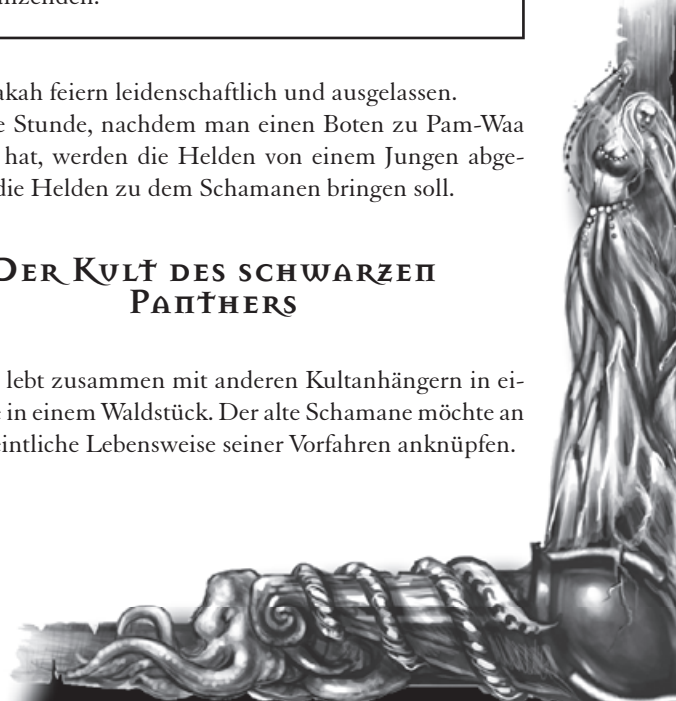 akah feiern leidenschaftlich und ausgelassen.
e Stunde, nachdem man einen Boten zu Pam-Waa
hat, werden die Helden von einem Jungen abge-
die Helden zu dem Schamanen bringen soll.
Der Kult des schwarzen
Panthers
lebt zusammen mit anderen Kultanhängern in ei-
e in einem Waldstück. Der alte Schamane möchte an
eintliche Lebensweise seiner Vorfahren anknüpfen.